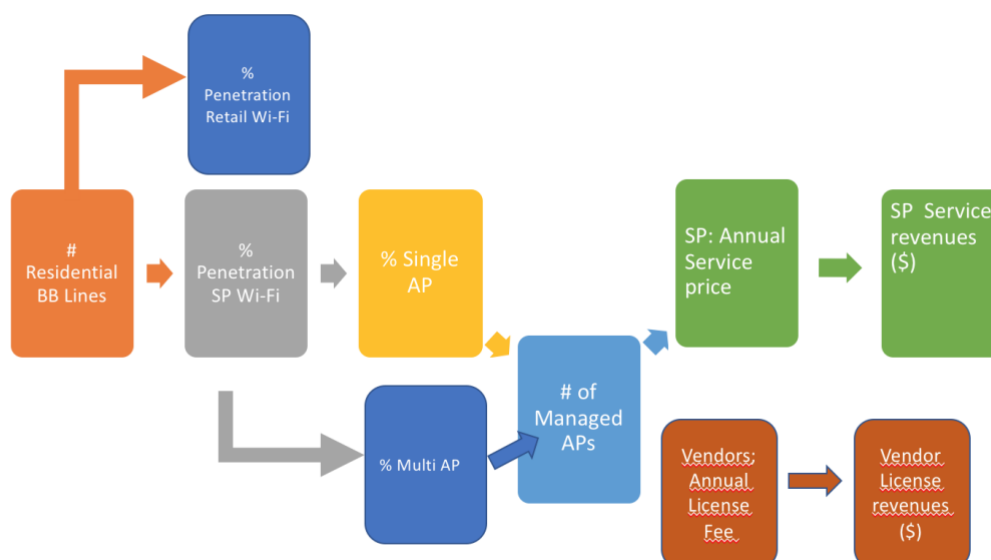 %
Penetration
Retail Wi-Fi
#
Residential
BB Lines
%
Penetration
SP Wi-Fi
% Single
AP
% Multi AP
# of
Managed
APs
SP: Annual
Service
price
SP Service
revenues
($)
Vendors;
Annual
License
Fee
Vendor
License
revenues
($)